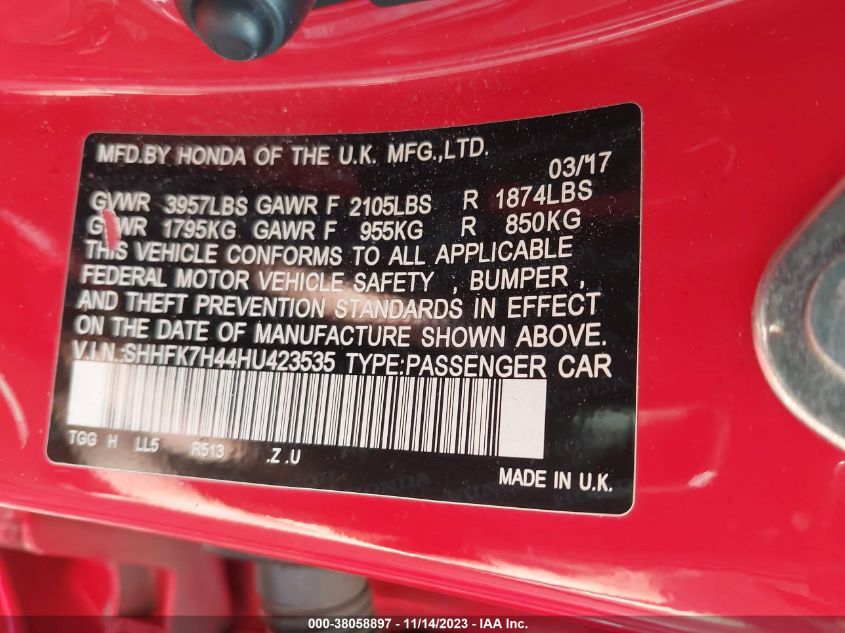 MFD.BY HONDA OF THE U.K. MFG.,LTD.
03/'17
GVWR 3957LBS GAWR F 2105LBS R 1874LBS
GVWR 1795KG GAWR F 955KG R 850KG
THIS VEHICLE CONFORMS TO ALL APPLICABLE
FEDERAL MOTOR VEHICLE SAFETY , BUMPER ,
AND THEFT PREVENTION STANDARDS IN EFFECT
ON THE DATE OF MANUFACTURE SHOWN ABOVE.
V.I.N.:SHHFK7H44HU423535 TYPE:PASSENGER CAR
TGG H LL5 R513 .Z .U
MADE IN U.K.
HONDA
000-38058897 - 11/14/2023 - IAA Inc.